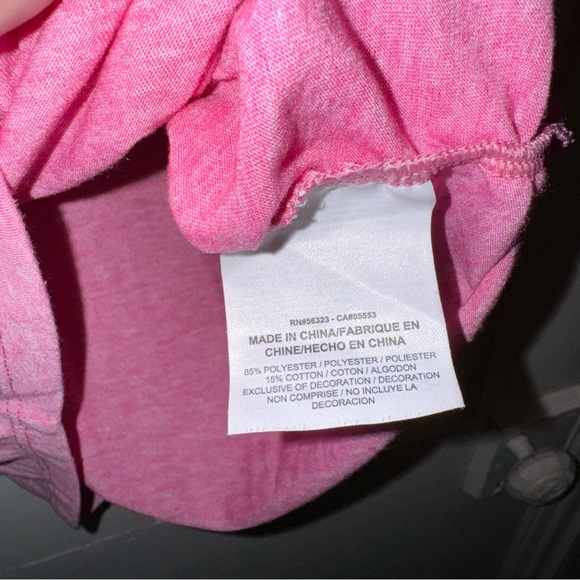 RN#56323 - CA#05553
MADE IN CHINA/FABRIQUE EN
CHINE/HECHO EN CHINA
85% POLYESTER / POLYESTER / POLIESTER
15% COTTON / COTON / ALGODON
EXCLUSIVE OF DECORATION / DECORATION
NON COMPRISE / NO INCLUYE LA
DECORACION